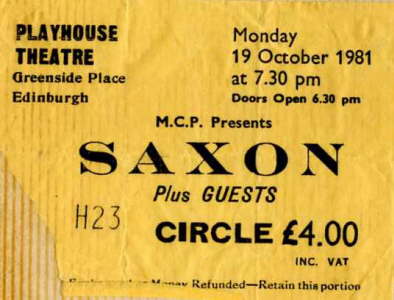 PLAYHOUSE
THEATRE
Greenside Place
Edinburgh
Monday
19 October 1981
at 7.30 pm
Doors Open 6.30 pm
M.C.P. Presents
SAXON
Plus GUESTS
H23
CIRCLE £4.00
INC. VAT
Money Refunded—Retain this portion